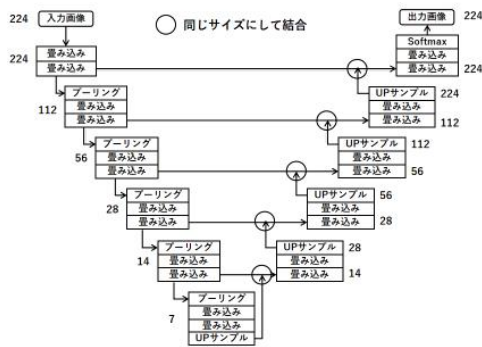 224
入力画像
同じサイズにして結合
出力画像
224
224
畳み込み
畳み込み
Softmax
畳み込み
畳み込み
224
112
プーリング
畳み込み
畳み込み
UPサンプル
畳み込み
畳み込み
224
112
56
プーリング
畳み込み
畳み込み
UPサンプル
畳み込み
畳み込み
112
56
28
プーリング
畳み込み
畳み込み
UPサンプル
畳み込み
畳み込み
56
28
14
プーリング
畳み込み
畳み込み
UPサンプル
畳み込み
畳み込み
28
14
7
プーリング
畳み込み
畳み込み
UPサンプル